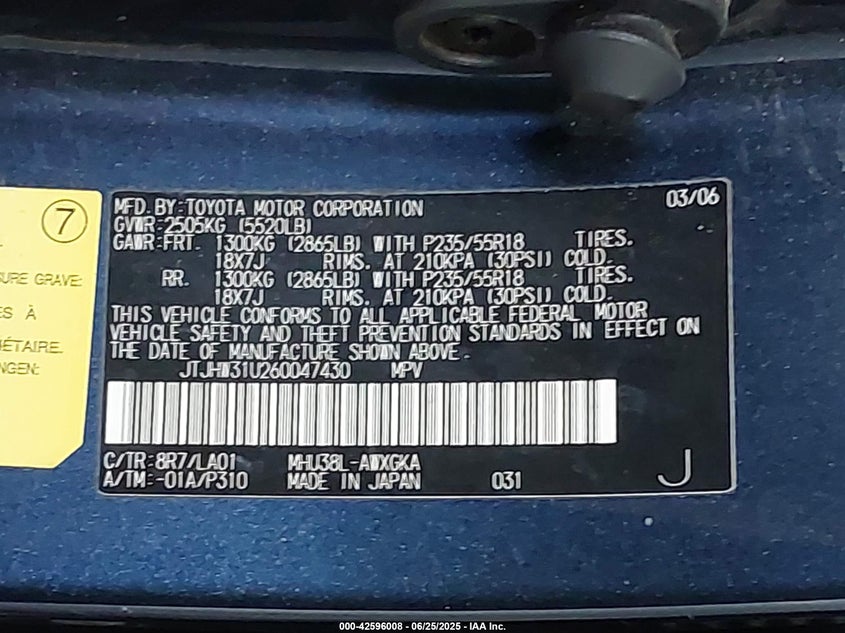 7
SURE GRAVE:
ES À
IÉTAIRE.
NGEN:
MFD. BY: TOYOTA MOTOR CORPORATION 03/06
GVWR: 2505KG (5520LB)
GAWR: FRT. 1300KG (2865LB) WITH P235/55R18 TIRES.
18X7J RIMS. AT 210KPA (30PSI) COLD.
RR. 1300KG (2865LB) WITH P235/55R18 TIRES.
18X7J RIMS. AT 210KPA (30PSI) COLD.
THIS VEHICLE CONFORMS TO ALL APPLICABLE FEDERAL MOTOR
VEHICLE SAFETY AND THEFT PREVENTION STANDARDS IN EFFECT ON
THE DATE OF MANUFACTURE SHOWN ABOVE.
JTJHW31U260047430 MPV
C/TR: 8R7/LA01 MHU38L-AWXGKA
A/TM: -01A/P310 MADE IN JAPAN 031 J
000-42596008 - 06/25/2025 - IAA Inc.